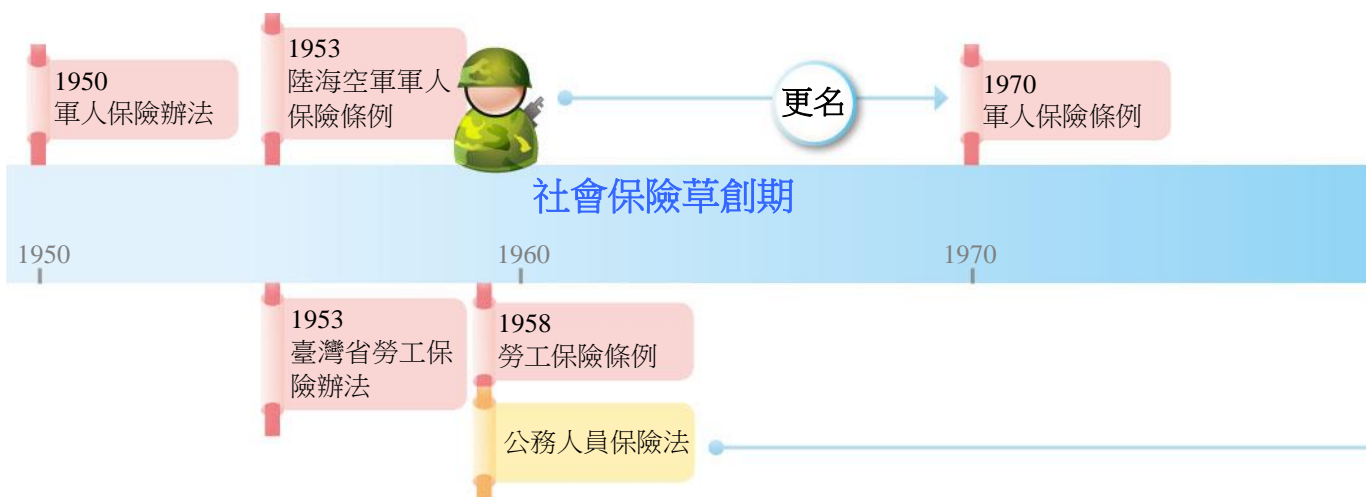 1950
軍人保險辦法
1953
陸海空軍軍人
保險條例
更名
1970
軍人保險條例
社會保險草創期
1950
1960
1970
1953
臺灣省勞工保
險辦法
1958
勞工保險條例
公務人員保險法